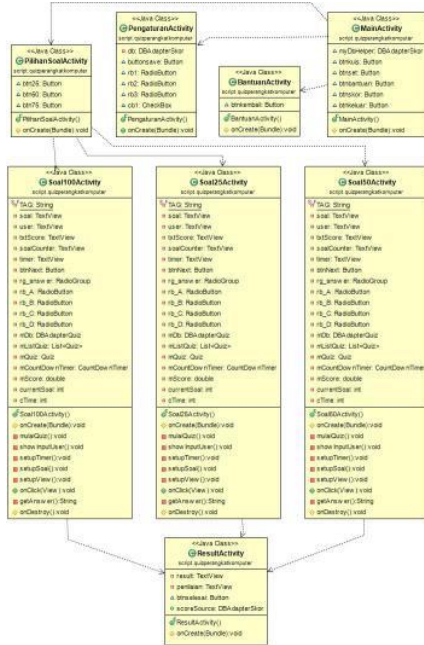 <<Java Class>>
PilihanSoalActivity
script.quizperangkatkomputer
btn25: Button
btn50: Button
btn75: Button
PilihanSoalActivity()
onCreate(Bundle):void
<<Java Class>>
PengaturanActivity
script.quizperangkatkomputer
db: DBAdapterSkor
buttonsave: Button
rb1: RadioButton
rb2: RadioButton
rb3: RadioButton
cb1: CheckBox
PengaturanActivity()
onCreate(Bundle):void
<<Java Class>>
BantuanActivity
script.quizperangkatkomputer
btnkembali: Button
BantuanActivity()
onCreate(Bundle):void
<<Java Class>>
MainActivity
script.quizperangkatkomputer
myDbHelper: DBAdapterSkor
btnkuis: Button
btnset: Button
btnbantuan: Button
btnskor: Button
btnkeluar: Button
MainActivity()
onCreate(Bundle):void
<<Java Class>>
Soal100Activity
script.quizperangkatkomputer
TAG: String
soal: TextView
user: TextView
txtScore: TextView
soalCounter: TextView
timer: TextView
btnNext: Button
rg_answer: RadioGroup
rb_A: RadioButton
rb_B: RadioButton
rb_C: RadioButton
rb_D: RadioButton
mDb: DBAdapterQuiz
mListQuiz: List<Quiz>
mQuiz: Quiz
mCountDownTimer: CountDownTimer
mScore: double
currentSoal: int
cTime: int
Soal100Activity()
onCreate(Bundle):void
mulaiQuiz():void
showInputUser():void
setupTimer():void
setupSoal():void
setupView():void
onClick(View):void
getAnswer():String
onDestroy():void
<<Java Class>>
Soal25Activity
script.quizperangkatkomputer
TAG: String
soal: TextView
user: TextView
txtScore: TextView
soalCounter: TextView
timer: TextView
btnNext: Button
rg_answer: RadioGroup
rb_A: RadioButton
rb_B: RadioButton
rb_C: RadioButton
rb_D: RadioButton
mDb: DBAdapterQuiz
mListQuiz: List<Quiz>
mQuiz: Quiz
mCountDownTimer: CountDownTimer
mScore: double
currentSoal: int
cTime: int
Soal25Activity()
onCreate(Bundle):void
mulaiQuiz():void
showInputUser():void
setupTimer():void
setupSoal():void
setupView():void
onClick(View):void
getAnswer():String
onDestroy():void
<<Java Class>>
Soal50Activity
script.quizperangkatkomputer
TAG: String
soal: TextView
user: TextView
txtScore: TextView
soalCounter: TextView
timer: TextView
btnNext: Button
rg_answer: RadioGroup
rb_A: RadioButton
rb_B: RadioButton
rb_C: RadioButton
rb_D: RadioButton
mDb: DBAdapterQuiz
mListQuiz: List<Quiz>
mQuiz: Quiz
mCountDownTimer: CountDownTimer
mScore: double
currentSoal: int
cTime: int
Soal50Activity()
onCreate(Bundle):void
mulaiQuiz():void
showInputUser():void
setupTimer():void
setupSoal():void
setupView():void
onClick(View):void
getAnswer():String
onDestroy():void
<<Java Class>>
ResultActivity
script.quizperangkatkomputer
result: TextView
penilaian: TextView
btnselesai: Button
scoreSource: DBAdapterSkor
ResultActivity()
onCreate(Bundle):void